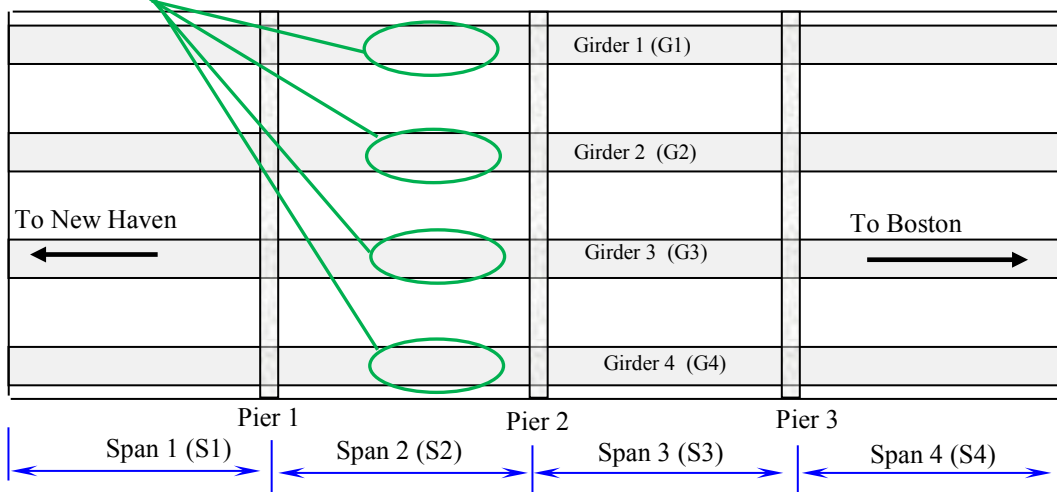 Girder 1 (G1)
Girder 2 (G2)
To New Haven
To Boston
Girder 3 (G3)
Girder 4 (G4)
Pier 1
Pier 2
Pier 3
Span 1 (S1)
Span 2 (S2)
Span 3 (S3)
Span 4 (S4)